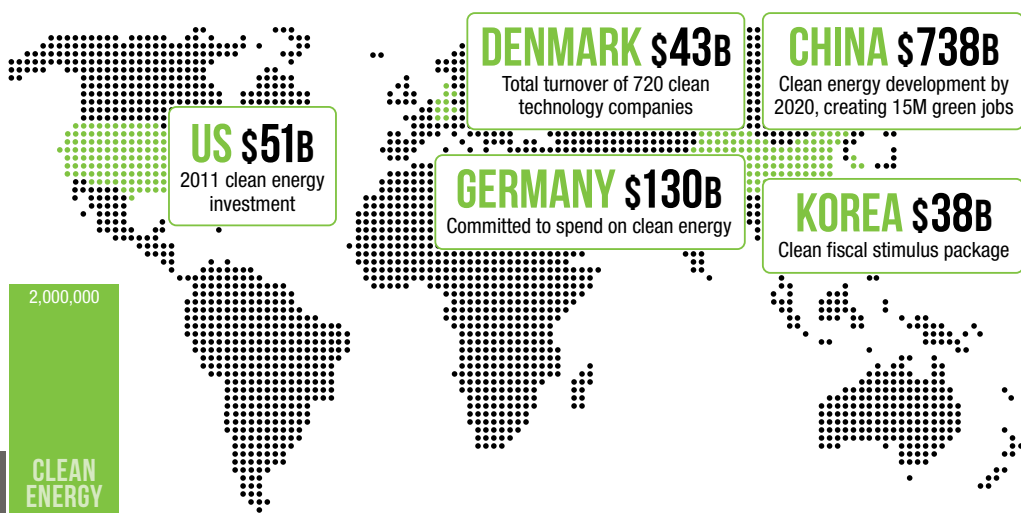 DENMARK $43B
Total turnover of 720 clean
technology companies
CHINA $738B
Clean energy development by
2020, creating 15M green jobs
US $51B
2011 clean energy
investment
GERMANY $130B
Committed to spend on clean energy
KOREA $38B
Clean fiscal stimulus package
2,000,000
CLEAN
ENERGY